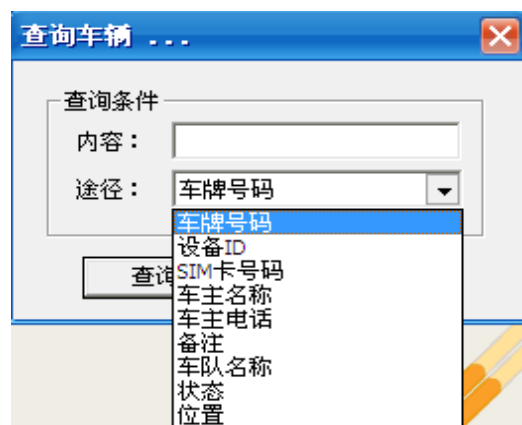 查询车辆 ...
查询条件
内容：
途径： 车牌号码
车牌号码
设备ID
SIM卡号码
车主名称
车主电话
备注
车队名称
状态
位置
查询